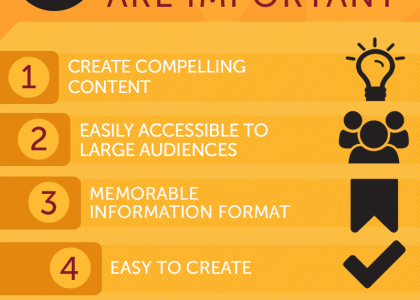 ARE IMPORTANT
1
CREATE COMPELLING
CONTENT
2
EASILY ACCESSIBLE TO
LARGE AUDIENCES
3
MEMORABLE
INFORMATION FORMAT
4
EASY TO CREATE